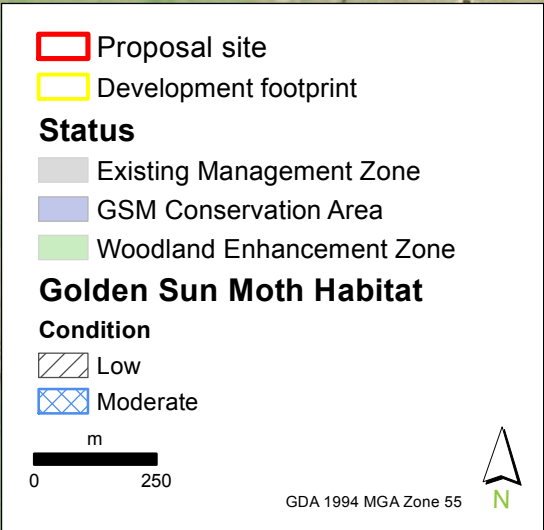 Proposal site
Development footprint
Status
Existing Management Zone
GSM Conservation Area
Woodland Enhancement Zone
Golden Sun Moth Habitat
Condition
Low
Moderate
m
0 250
GDA 1994 MGA Zone 55
N